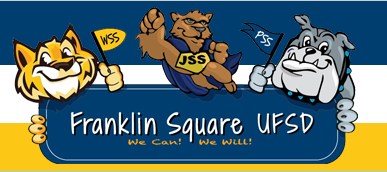 WSS
JSS
PSS
Franklin Square UFSD
We Can! We Will!